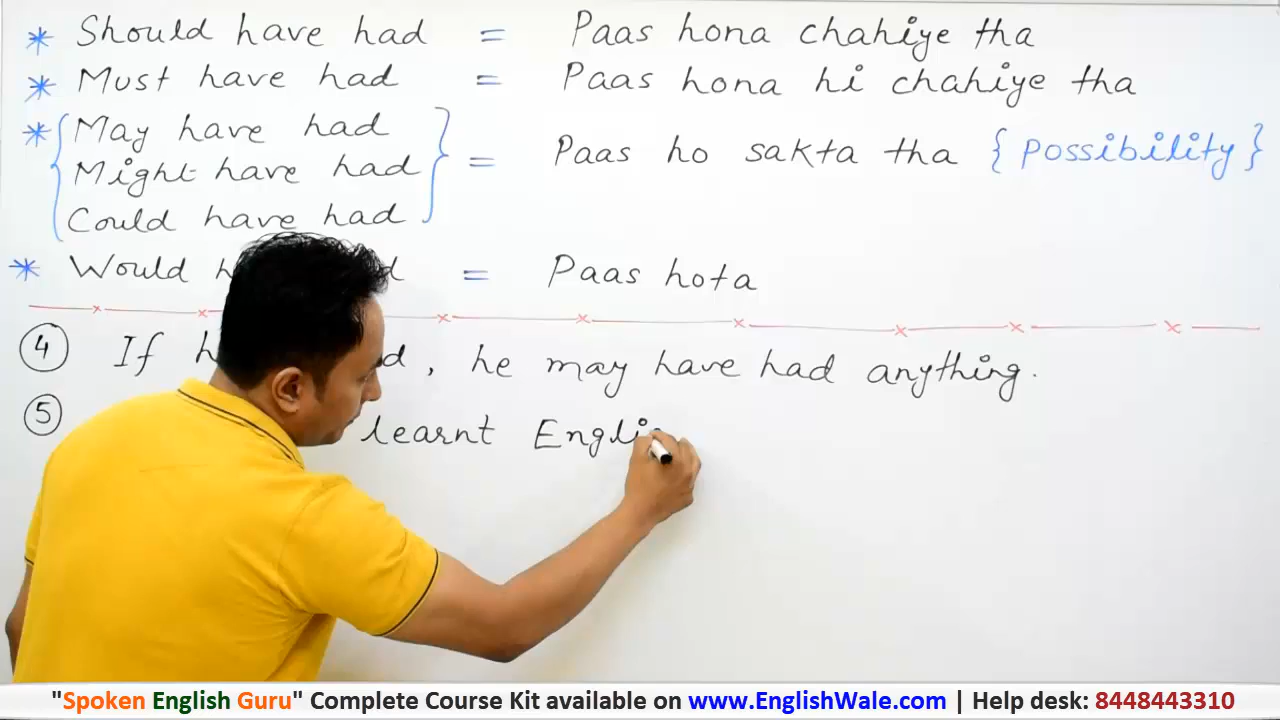 * Should have had = Paas hona chahiye tha
* Must have had = Paas hona hi chahiye tha
* { May have had
Might have had } = Paas ho sakta tha { Possibility }
Could have had
* Would = Paas hota
4 If , he may have had anything.
5 learnt
"Spoken English Guru" Complete Course Kit available on www.EnglishWale.com | Help desk: 8448443310